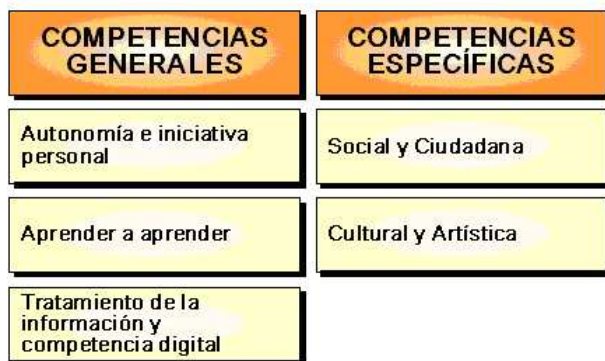 COMPETENCIAS
GENERALES
Autonomía e iniciativa
personal
Aprender a aprender
Tratamiento de la
información y
competencia digital
COMPETENCIAS
ESPECÍFICAS
Social y Ciudadana
Cultural y Artística